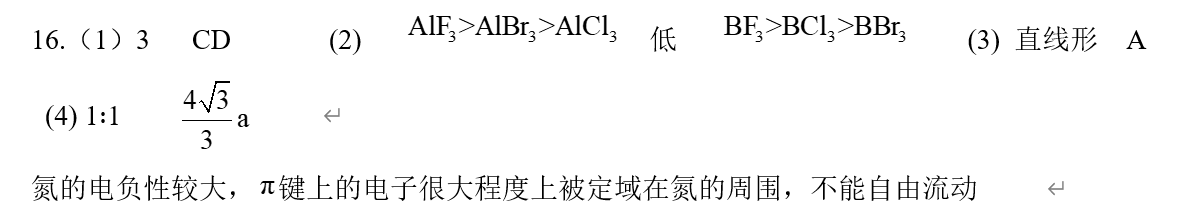 16.（1）3 CD (2) AlF₃>AlBr₃>AlCl₃ 低 BF₃>BCl₃>BBr₃ (3) 直线形 A
(4) 1∶1 4√3/3 a ↵
氮的电负性较大，π键上的电子很大程度上被定域在氮的周围，不能自由流动 ↵